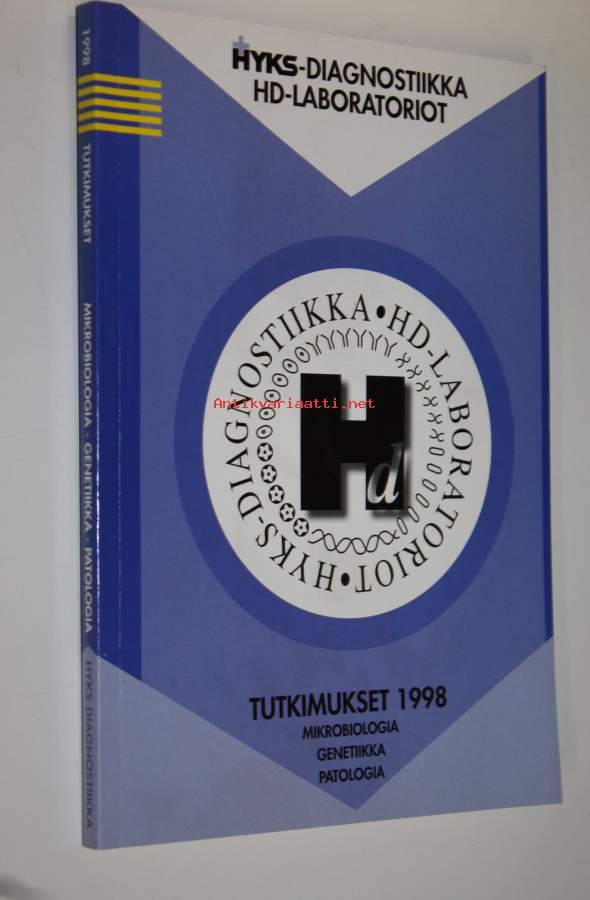 HYKS-DIAGNOSTIIKKA
HD-LABORATORIOT
HYKS-DIAGNOSTIIKKA • HD-LABORATORIOT •
Hd
Antikvariaatti.net
TUTKIMUKSET 1998
MIKROBIOLOGIA
GENETIIKKA
PATOLOGIA
1998 TUTKIMUKSET MIKROBIOLOGIA · GENETIIKKA · PATOLOGIA HYKS-DIAGNOSTIIKKA